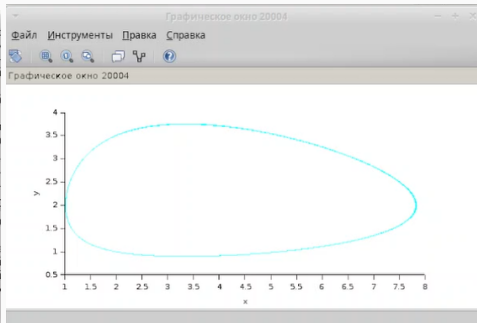 Графическое окно 20004
Файл Инструменты Правка Справка
Графическое окно 20004
4
3.5
3
2.5
y
2
1.5
1
0.5
1 1.5 2 2.5 3 3.5 4 4.5 5 5.5 6 6.5 7 7.5 8
x